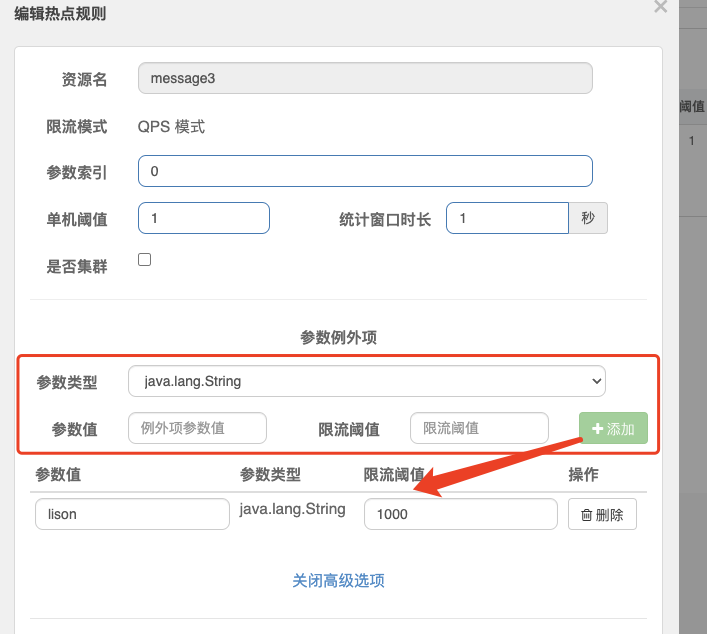 编辑热点规则 ×
资源名 message3
阈值
限流模式 QPS 模式
1
参数索引 0
单机阈值 1 统计窗口时长 1 秒
是否集群
参数例外项
参数类型 java.lang.String
参数值 例外项参数值 限流阈值 限流阈值 添加
参数值 参数类型 限流阈值 操作
lison java.lang.String 1000 删除
关闭高级选项